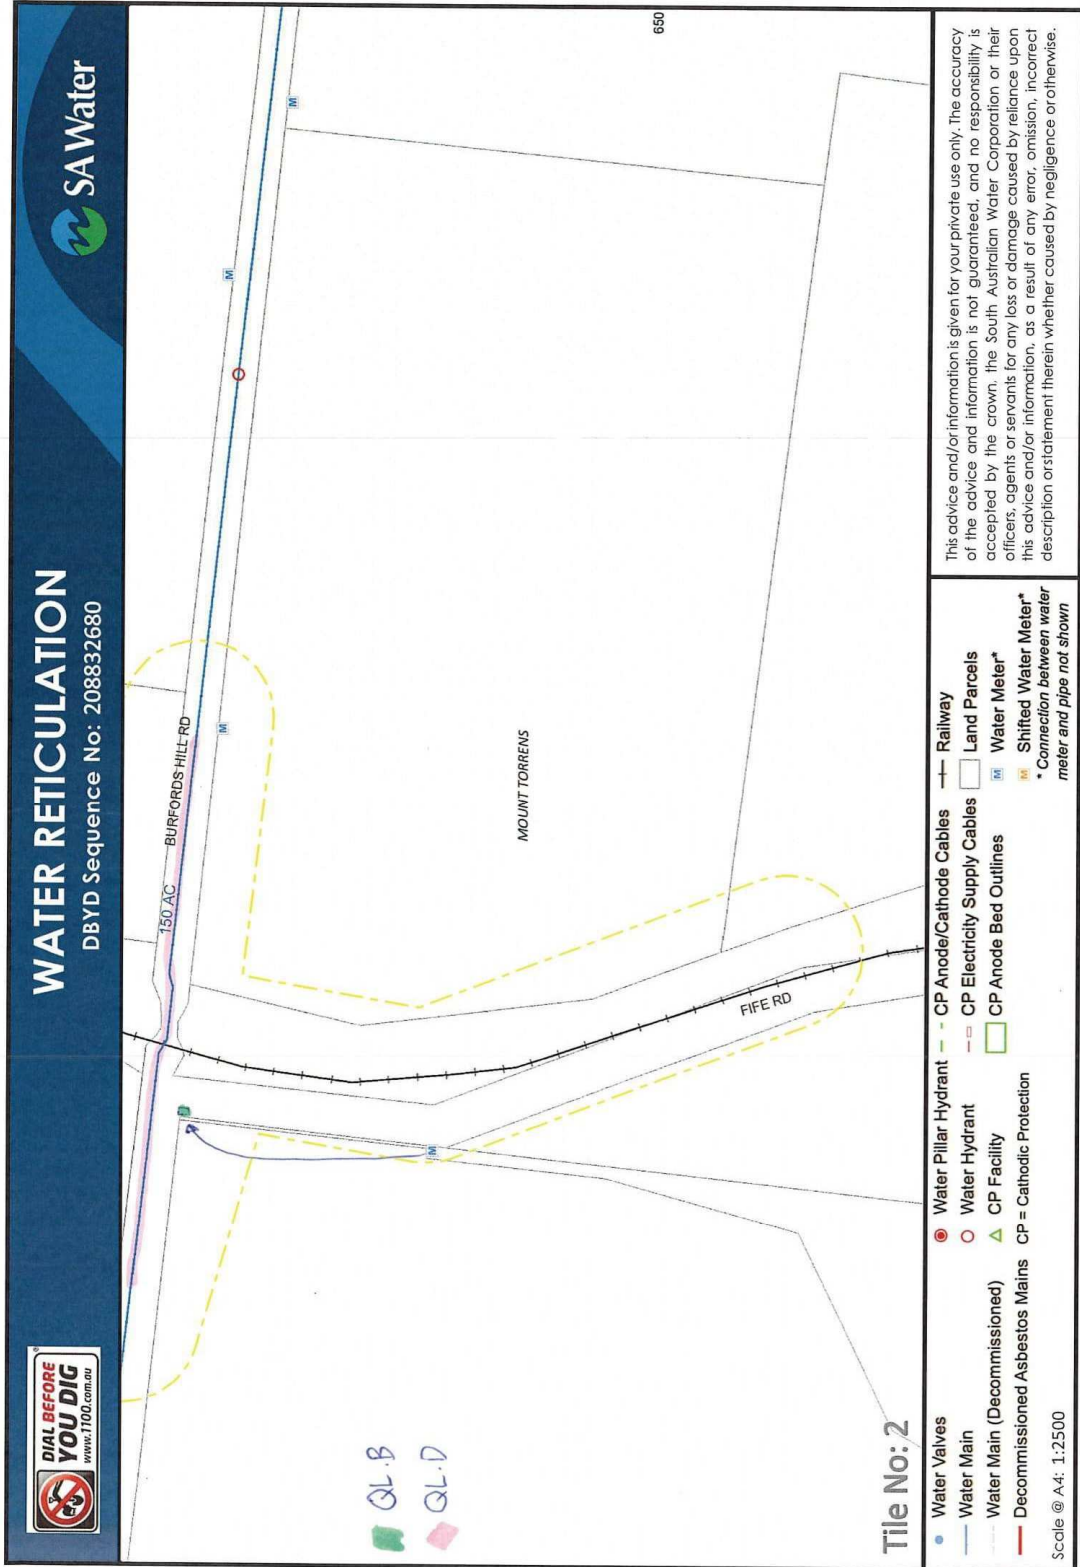 DIAL BEFORE
YOU DIG
www.1100.com.au
WATER RETICULATION
DBYD Sequence No: 208832680
SA Water
150 AC
BURFORDS HILL RD
M
M
M
M
MOUNT TORRENS
FIFE RD
650
QL.B
QL.D
Tile No: 2
Water Valves
Water Main
Water Main (Decommissioned)
Decommissioned Asbestos Mains
Scale @ A4: 1:2500
Water Pillar Hydrant
Water Hydrant
CP Facility
CP = Cathodic Protection
CP Anode/Cathode Cables
CP Electricity Supply Cables
CP Anode Bed Outlines
Railway
Land Parcels
M Water Meter*
M Shifted Water Meter*
* Connection between water
meter and pipe not shown
This advice and/or information is given for your private use only. The accuracy
of the advice and information is not guaranteed, and no responsibility is
accepted by the crown, the South Australian Water Corporation or their
officers, agents or servants for any loss or damage caused by reliance upon
this advice and/or information, as a result of any error, omission, incorrect
description orstatement therein whether caused by negligence or otherwise.